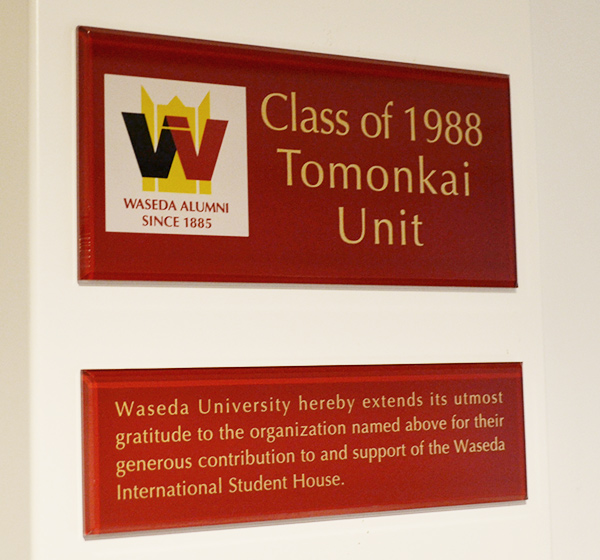 Class of 1988
Tomonkai
Unit
W
WASEDA ALUMNI
SINCE 1885
Waseda University hereby extends its utmost
gratitude to the organization named above for their
generous contribution to and support of the Waseda
International Student House.